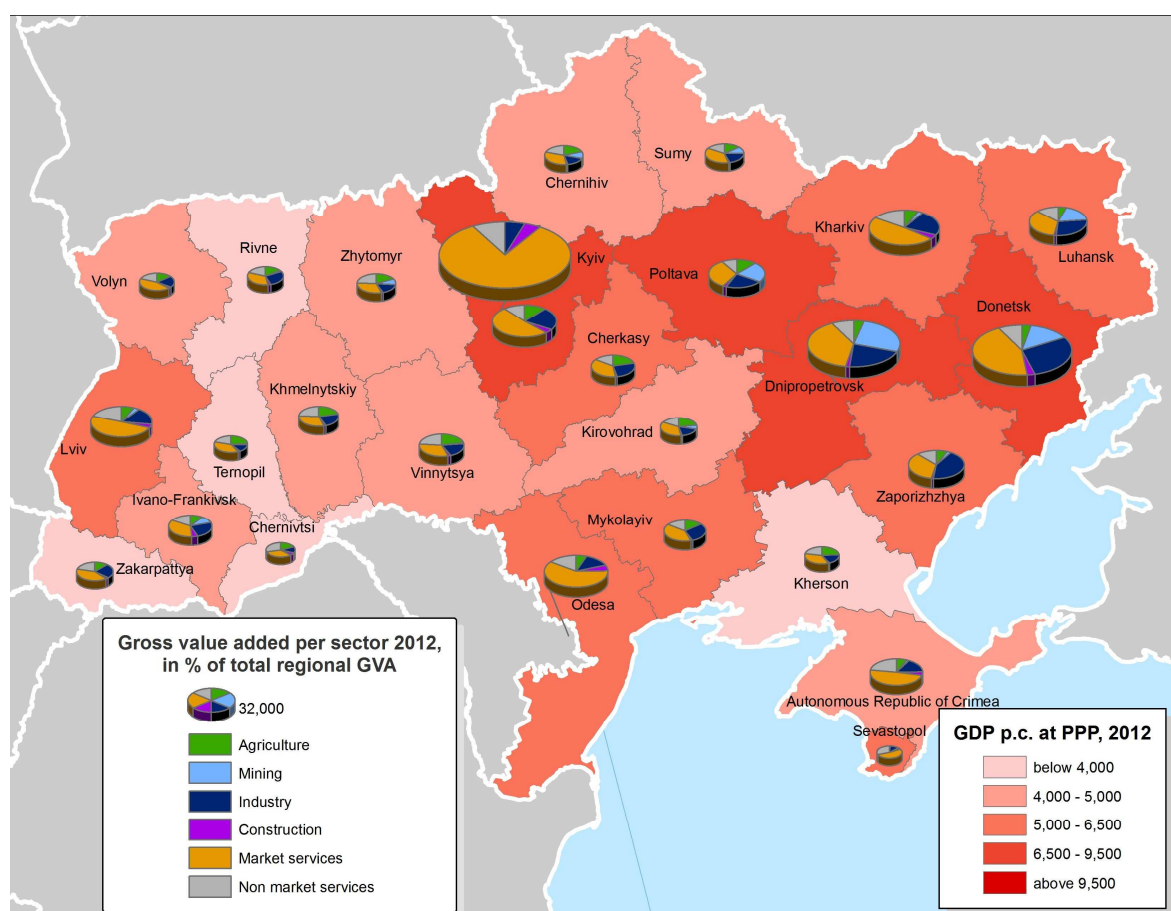 Sumy
Chernihiv
Kharkiv
Luhansk
Rivne
Zhytomyr
Kyiv
Poltava
Volyn
Donetsk
Cherkasy
Dnipropetrovsk
Khmelnytskiy
Kirovohrad
Lviv
Ternopil
Vinnytsya
Zaporizhzhya
Ivano-Frankivsk
Chernivtsi
Mykolayiv
Zakarpattya
Kherson
Odesa
Autonomous Republic of Crimea
Sevastopol
Gross value added per sector 2012,
in % of total regional GVA
32,000
Agriculture
Mining
Industry
Construction
Market services
Non market services
GDP p.c. at PPP, 2012
below 4,000
4,000 - 5,000
5,000 - 6,500
6,500 - 9,500
above 9,500